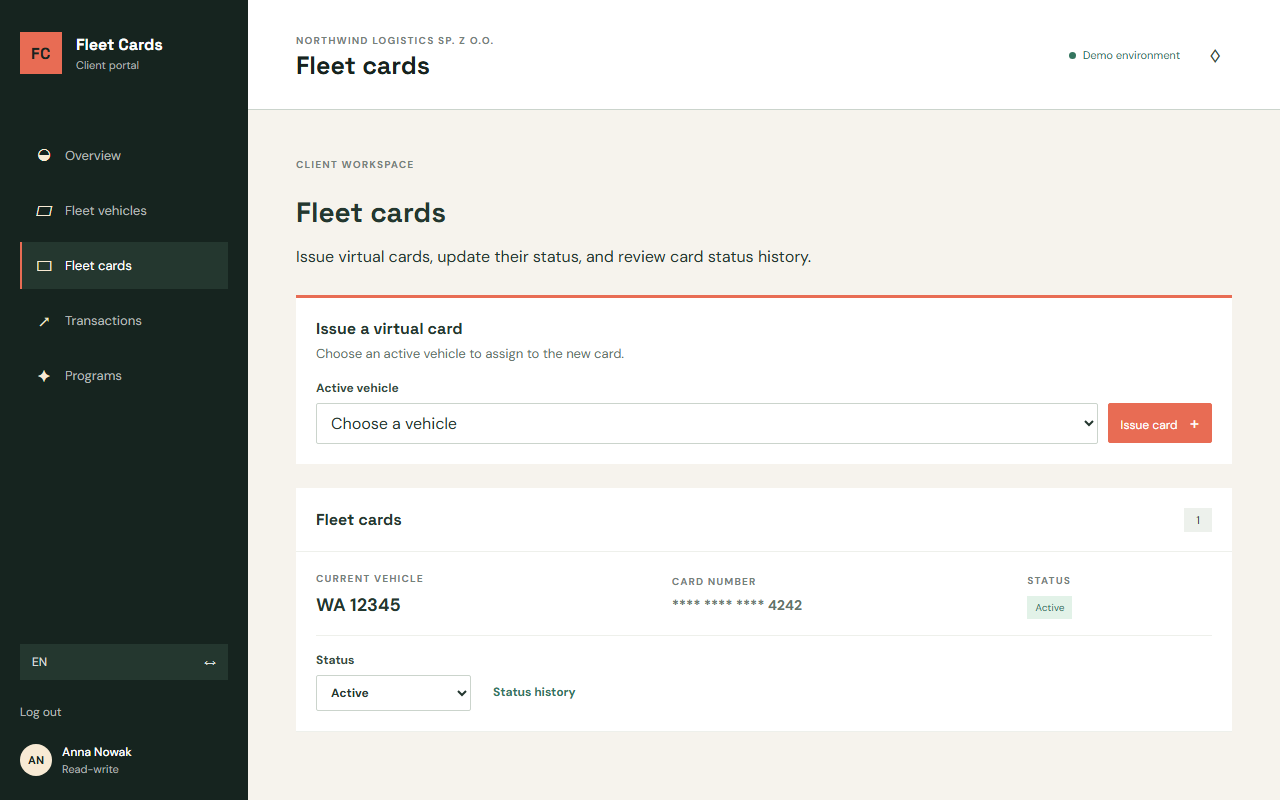 FC
Fleet Cards
Client portal
Overview
Fleet vehicles
Fleet cards
Transactions
Programs
EN
Log out
AN
Anna Nowak
Read-write
NORTHWIND LOGISTICS SP. Z O.O.
Fleet cards
Demo environment
CLIENT WORKSPACE
Fleet cards
Issue virtual cards, update their status, and review card status history.
Issue a virtual card
Choose an active vehicle to assign to the new card.
Active vehicle
Choose a vehicle
Issue card +
Fleet cards
1
CURRENT VEHICLE
WA 12345
CARD NUMBER
**** **** **** 4242
STATUS
Active
Status
Active
Status history